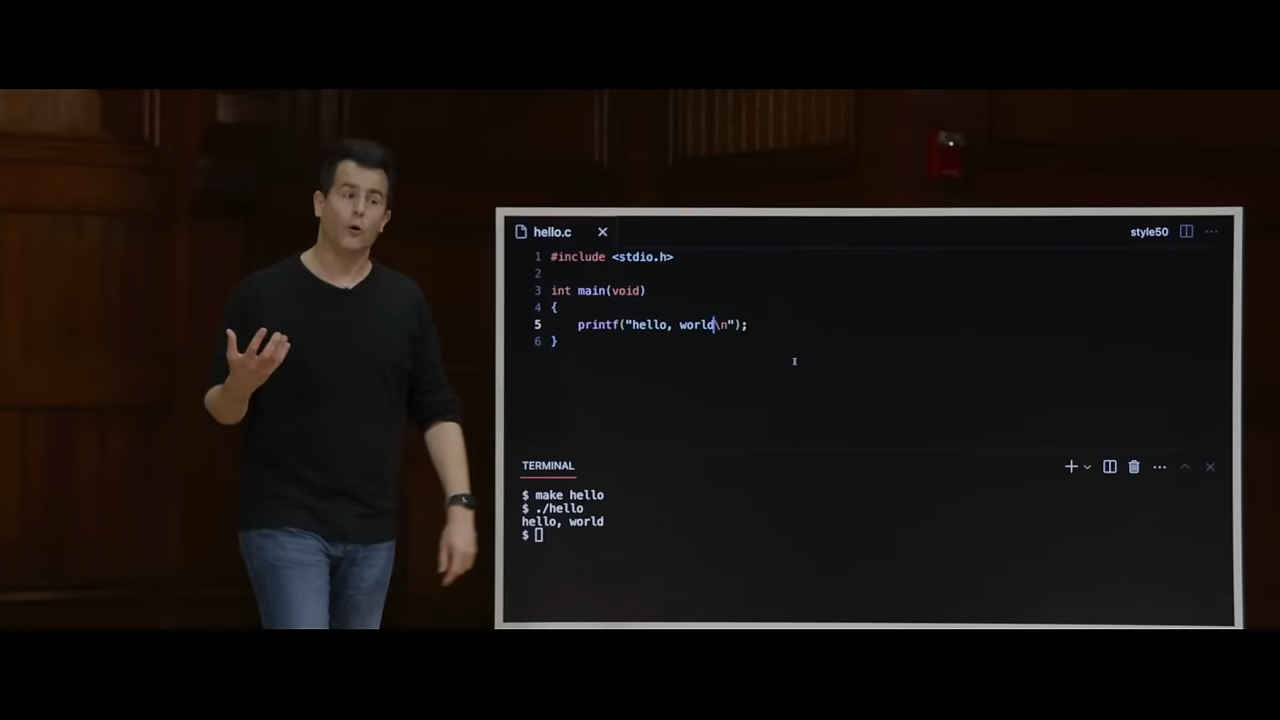 hello.c
style50
1 #include <stdio.h>
2
3 int main(void)
4 {
5 printf("hello, world\n");
6 }
TERMINAL
$ make hello
$ ./hello
hello, world
$